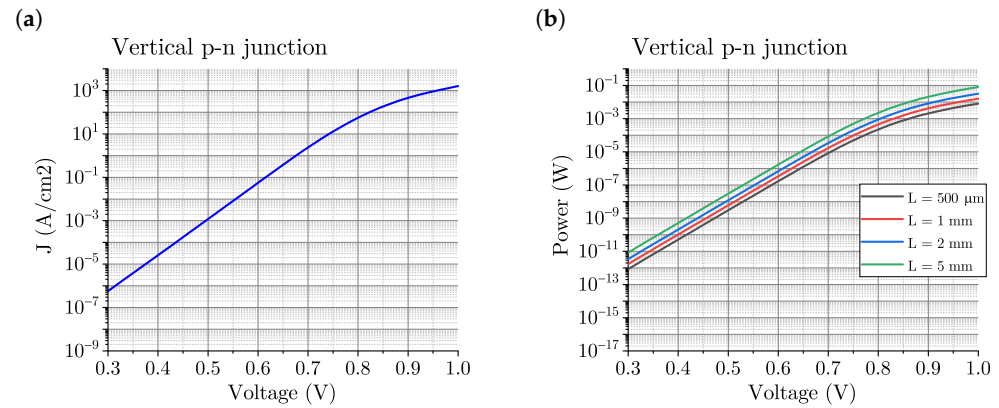 (a)
Vertical p-n junction
J (A/cm2)
10³
10¹
10⁻¹
10⁻³
10⁻⁵
10⁻⁷
10⁻⁹
0.3 0.4 0.5 0.6 0.7 0.8 0.9 1.0
Voltage (V)
(b)
Vertical p-n junction
Power (W)
10⁻¹
10⁻³
10⁻⁵
10⁻⁷
10⁻⁹
10⁻¹¹
10⁻¹³
10⁻¹⁵
10⁻¹⁷
L = 500 μm
L = 1 mm
L = 2 mm
L = 5 mm
0.3 0.4 0.5 0.6 0.7 0.8 0.9 1.0
Voltage (V)